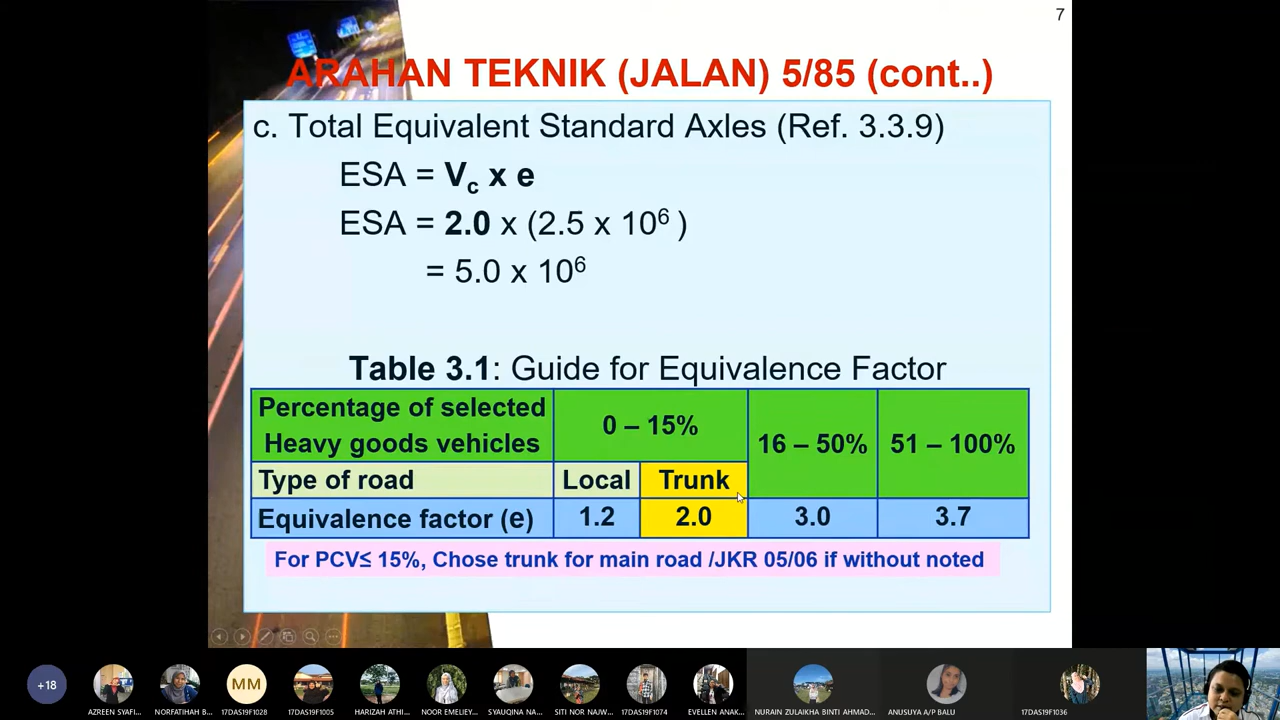 7
ARAHAN TEKNIK (JALAN) 5/85 (cont..)
c. Total Equivalent Standard Axles (Ref. 3.3.9)
ESA = Vc x e
ESA = 2.0 x (2.5 x 10⁶ )
= 5.0 x 10⁶
Table 3.1: Guide for Equivalence Factor
Percentage of selected
Heavy goods vehicles
0 – 15%
16 – 50%
51 – 100%
Type of road
Local
Trunk
Equivalence factor (e)
1.2
2.0
3.0
3.7
For PCV≤ 15%, Chose trunk for main road /JKR 05/06 if without noted
+18
MM
AZREEN SYAFI...
NORFATIHAH B...
17DAS19F1028
17DAS19F1005
HARIZAH ATHI...
NOOR EMELIEY...
SYAUQINA NA...
SITI NOR NAJW...
17DAS19F1074
EVELLEN ANAK...
NURAIN ZULAIKHA BINTI AHMAD...
ANUSUYA A/P BALU
17DAS19F1036